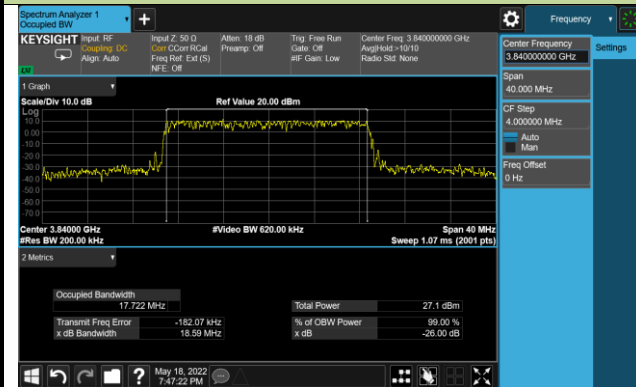 Spectrum Analyzer 1
Occupied BW
KEYSIGHT
Input: RF
Coupling: DC
Align: Auto
Input Z: 50 Ω
Corr CCorr RCal
Freq Ref: Ext (S)
NFE: Off
Atten: 18 dB
Preamp: Off
Trig: Free Run
Gate: Off
#IF Gain: Low
Center Freq: 3.840000000 GHz
Avg|Hold:>10/10
Radio Std: None
1 Graph
Scale/Div 10.0 dB
Ref Value 20.00 dBm
Log
10.0
0.00
-10.0
-20.0
-30.0
-40.0
-50.0
-60.0
-70.0
Center 3.84000 GHz
#Video BW 620.00 kHz
Span 40 MHz
#Res BW 200.00 kHz
Sweep 1.07 ms (2001 pts)
2 Metrics
Occupied Bandwidth
17.722 MHz
Total Power
27.1 dBm
Transmit Freq Error
-182.07 kHz
% of OBW Power
99.00 %
x dB Bandwidth
18.59 MHz
x dB
-26.00 dB
May 18, 2022
7:47:22 PM
Frequency
Center Frequency
3.840000000 GHz
Settings
Span
40.000 MHz
CF Step
4.000000 MHz
Auto
Man
Freq Offset
0 Hz